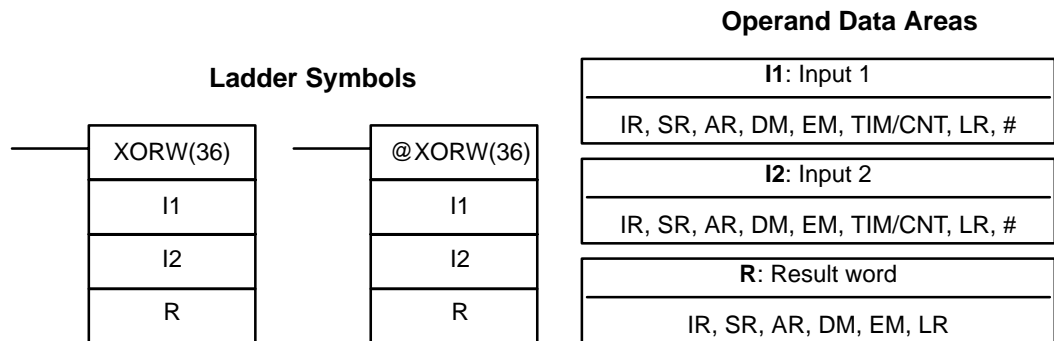 Operand Data Areas
Ladder Symbols
I1: Input 1
IR, SR, AR, DM, EM, TIM/CNT, LR, #
XORW(36)
@XORW(36)
I1
I1
I2: Input 2
IR, SR, AR, DM, EM, TIM/CNT, LR, #
I2
I2
R: Result word
R
R
IR, SR, AR, DM, EM, LR